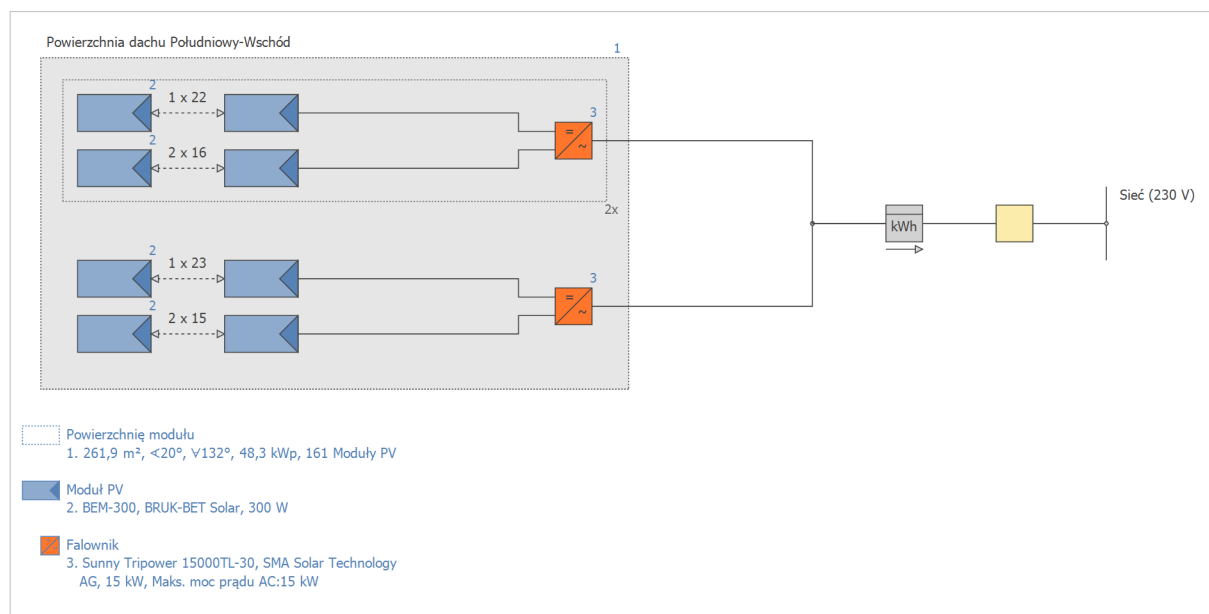 Powierzchnia dachu Południowy-Wschód
1
2
1 x 22
3
=
~
2
2 x 16
2x
Sieć (230 V)
kWh
2
1 x 23
3
=
~
2
2 x 15
Powierzchnię modułu
1. 261,9 m², ∢20°, ∀132°, 48,3 kWp, 161 Moduły PV
Moduł PV
2. BEM-300, BRUK-BET Solar, 300 W
Falownik
3. Sunny Tripower 15000TL-30, SMA Solar Technology
AG, 15 kW, Maks. moc prądu AC:15 kW